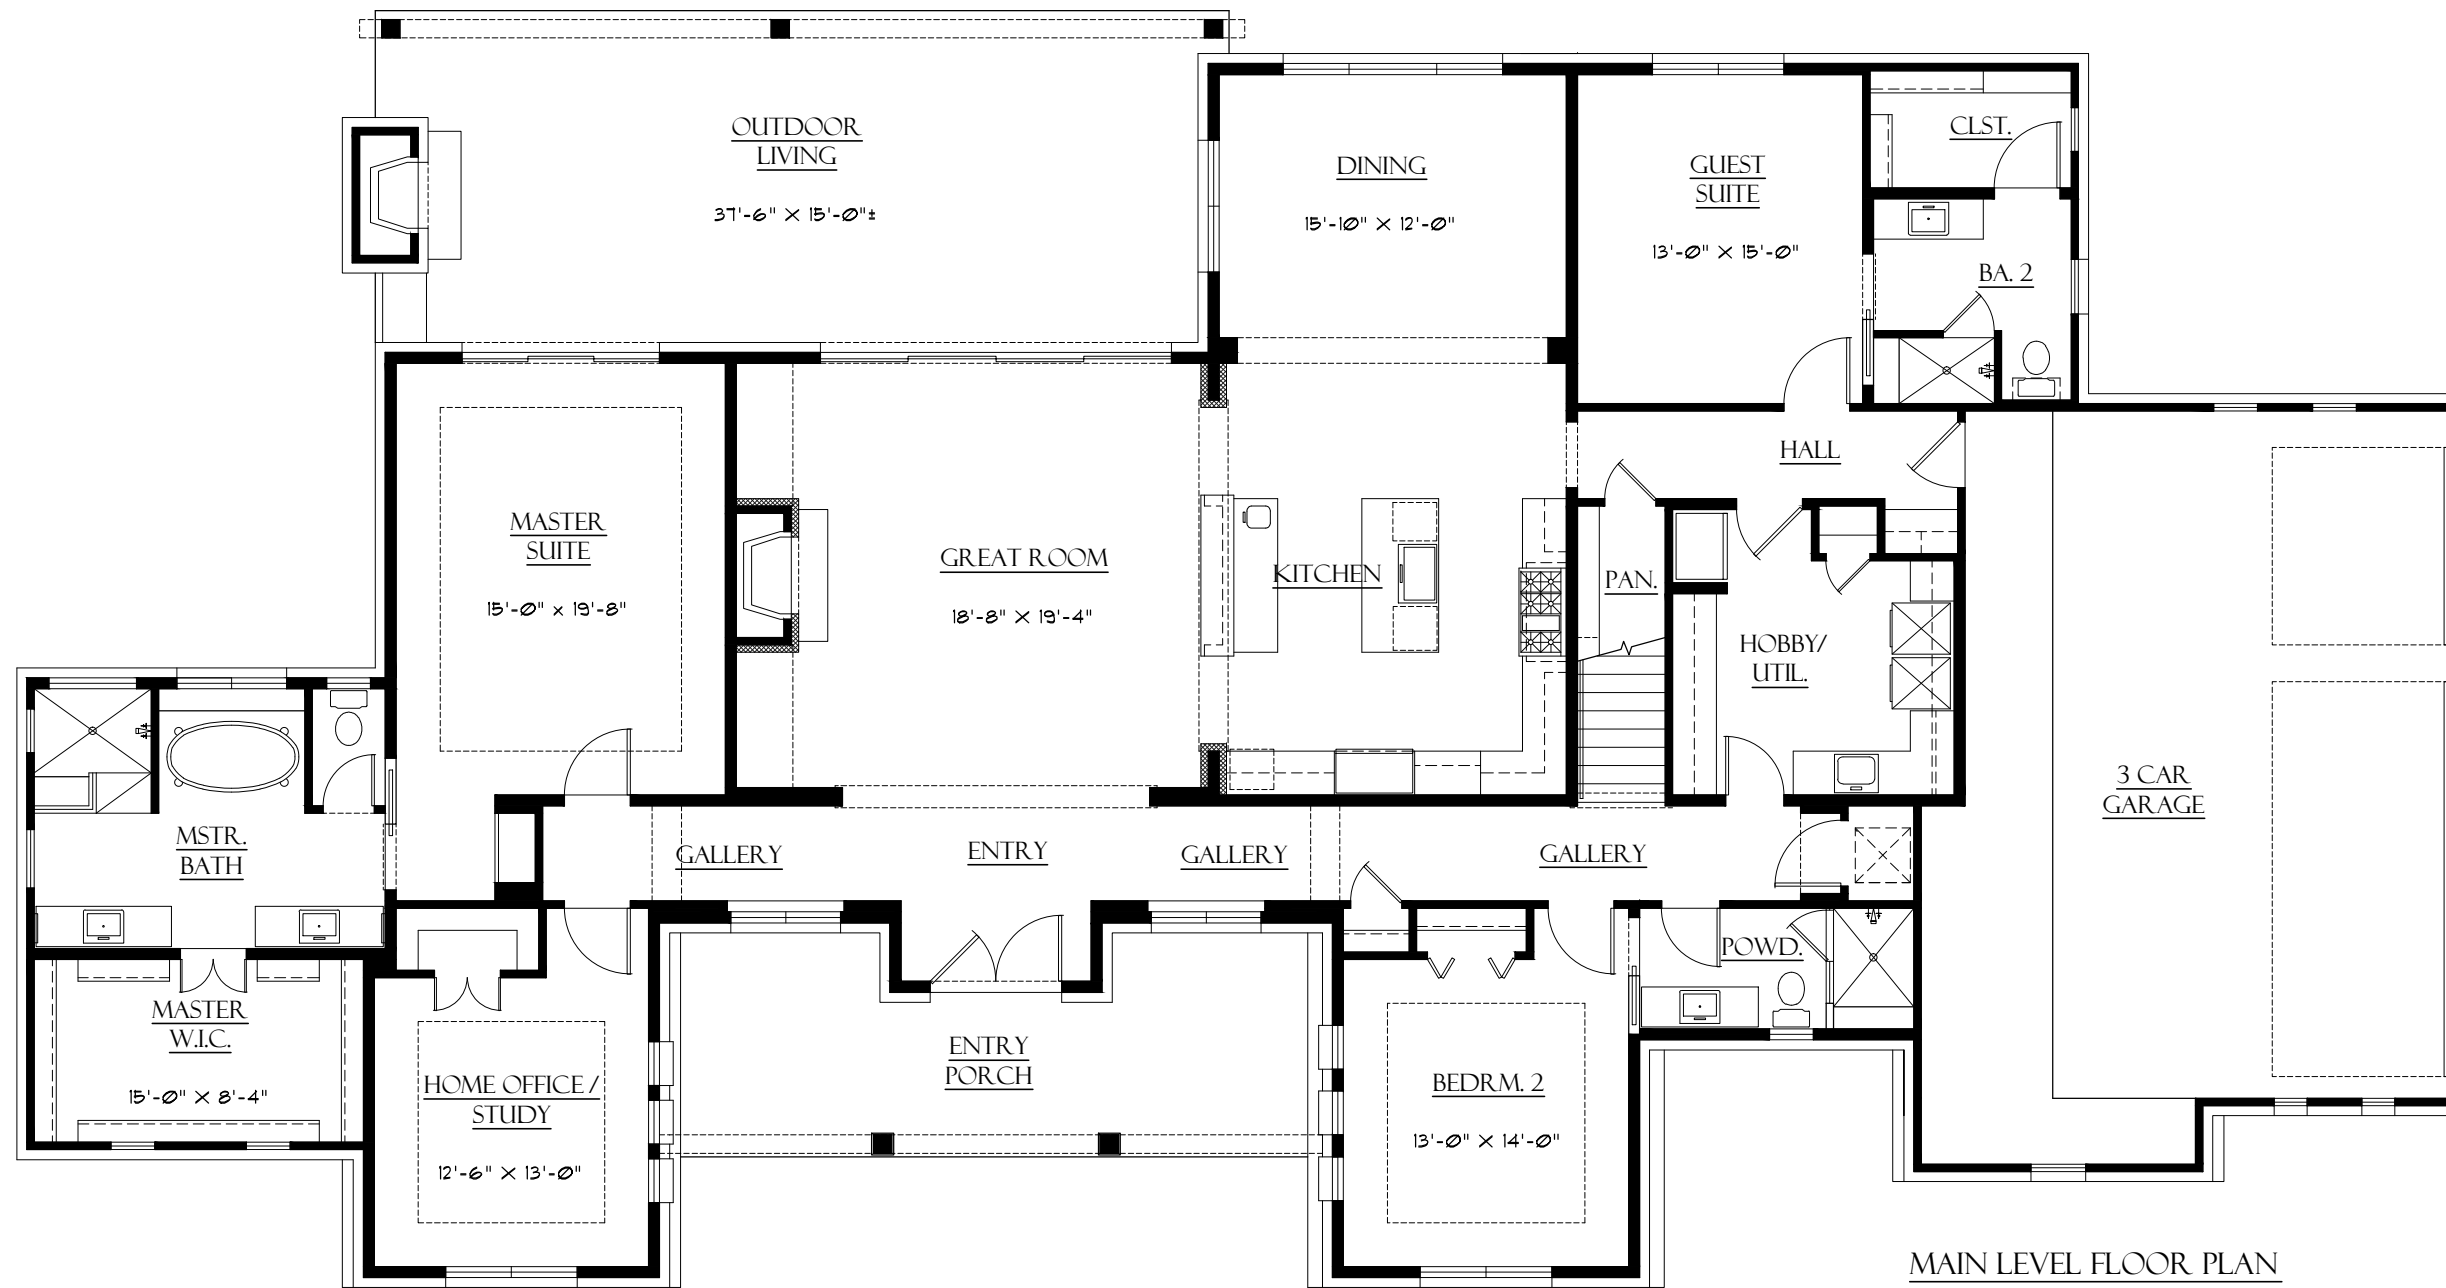 OUTDOOR
LIVING
37'-6" X 15'-0"±
DINING
15'-10" X 12'-0"
GUEST
SUITE
13'-0" X 15'-0"
CLST.
BA. 2
HALL
MASTER
SUITE
15'-0" x 19'-8"
GREAT ROOM
18'-8" X 19'-4"
KITCHEN
PAN.
HOBBY/
UTIL.
3 CAR
GARAGE
MSTR.
BATH
GALLERY
ENTRY
GALLERY
GALLERY
POWD.
MASTER
W.I.C.
15'-0" X 8'-4"
HOME OFFICE /
STUDY
12'-6" X 13'-0"
ENTRY
PORCH
BEDRM. 2
13'-0" X 14'-0"
MAIN LEVEL FLOOR PLAN